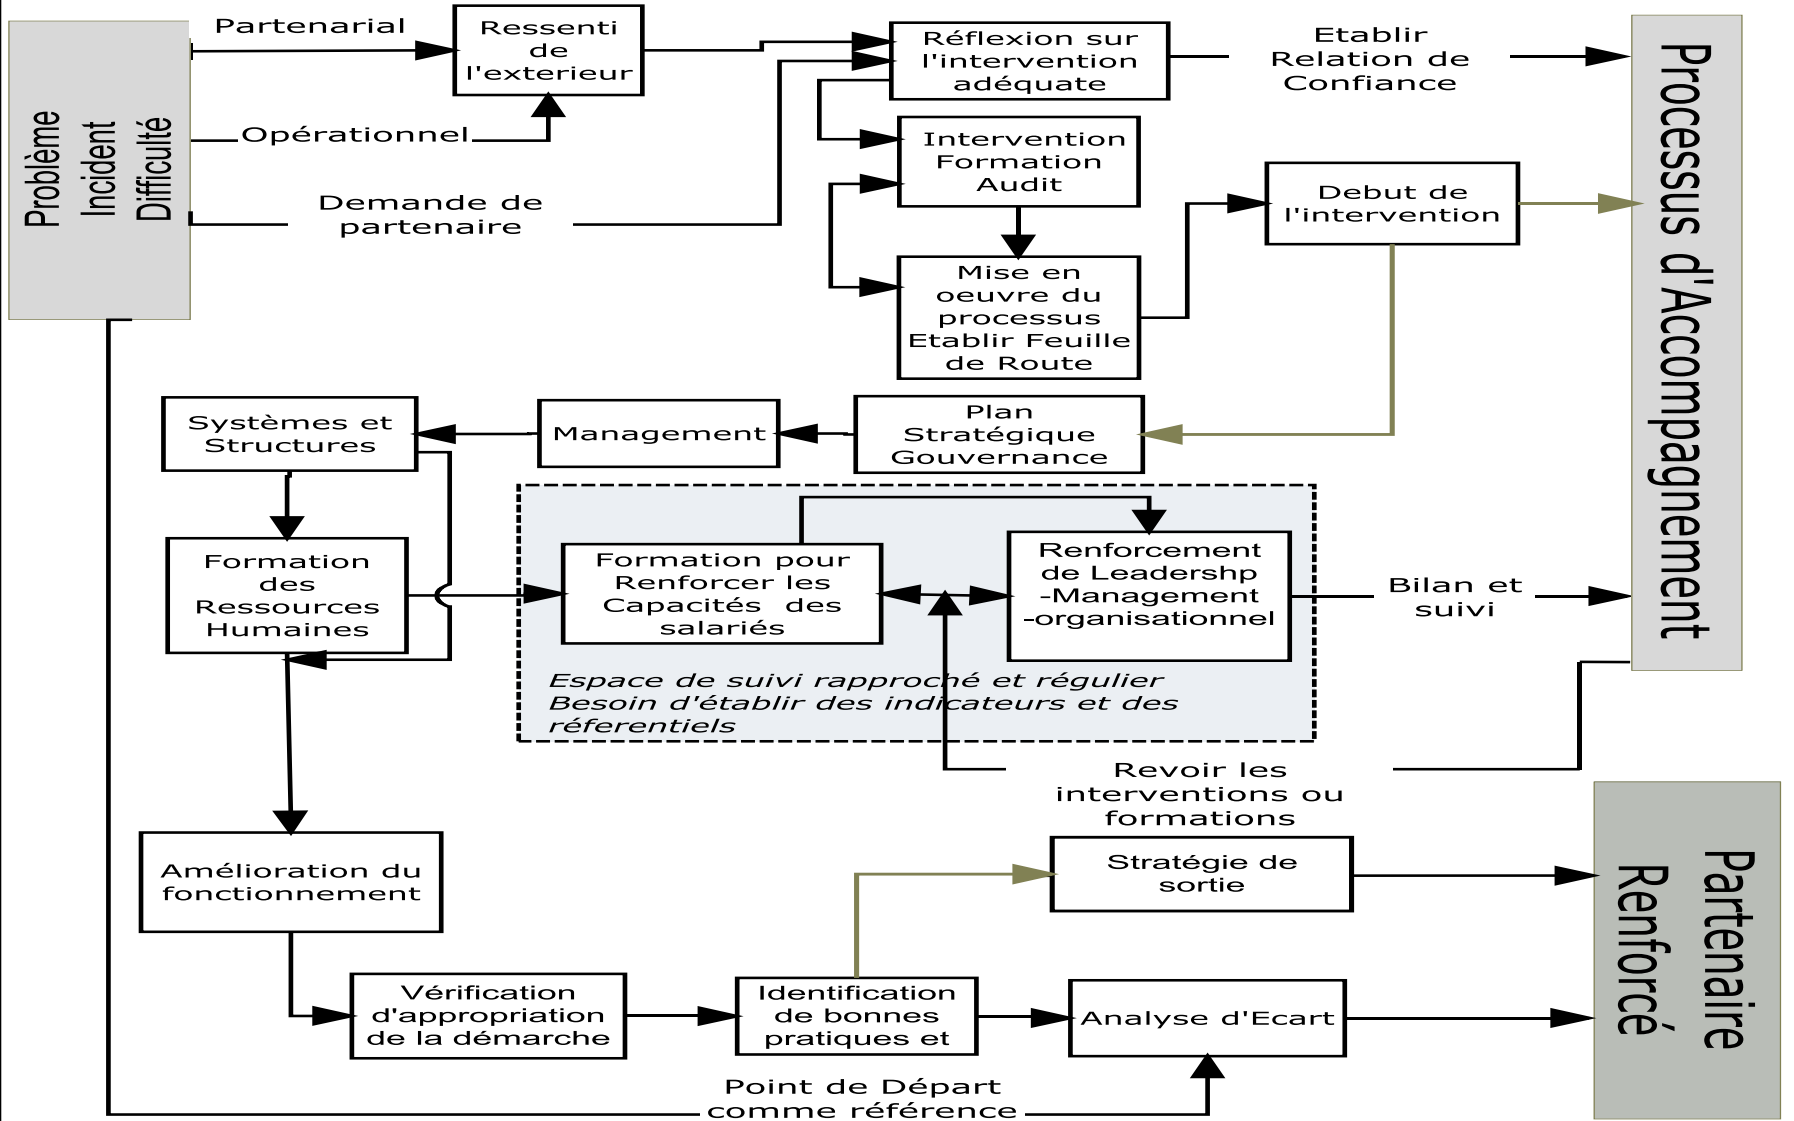 Problème
Incident
Difficulté
Partenarial
Opérationnel
Demande de
partenaire
Ressenti
de
l'exterieur
Réflexion sur
l'intervention
adéquate
Etablir
Relation de
Confiance
Intervention
Formation
Audit
Mise en
oeuvre du
processus
Etablir Feuille
de Route
Debut de
l'intervention
Processus d'Accompagnement
Plan
Stratégique
Gouvernance
Management
Systèmes et
Structures
Formation
des
Ressources
Humaines
Formation pour
Renforcer les
Capacités des
salariés
Renforcement
de Leadershp
-Management
-organisationnel
Bilan et
suivi
Espace de suivi rapproché et régulier
Besoin d'établir des indicateurs et des
réferentiels
Revoir les
interventions ou
formations
Amélioration du
fonctionnement
Vérification
d'appropriation
de la démarche
Identification
de bonnes
pratiques et
Stratégie de
sortie
Analyse d'Ecart
Point de Départ
comme référence
Partenaire
Renforcé